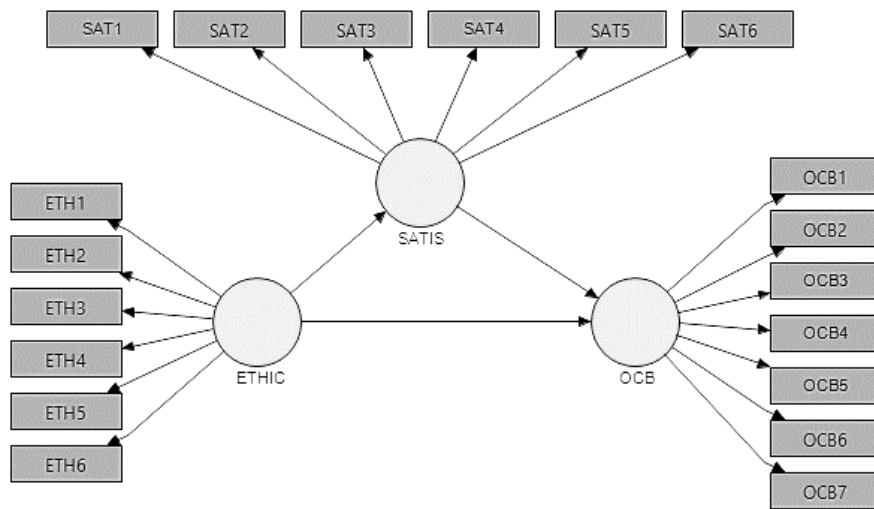 SAT1
SAT2
SAT3
SAT4
SAT5
SAT6
SATIS
ETH1
ETH2
ETH3
ETH4
ETH5
ETH6
ETHIC
OCB
OCB1
OCB2
OCB3
OCB4
OCB5
OCB6
OCB7